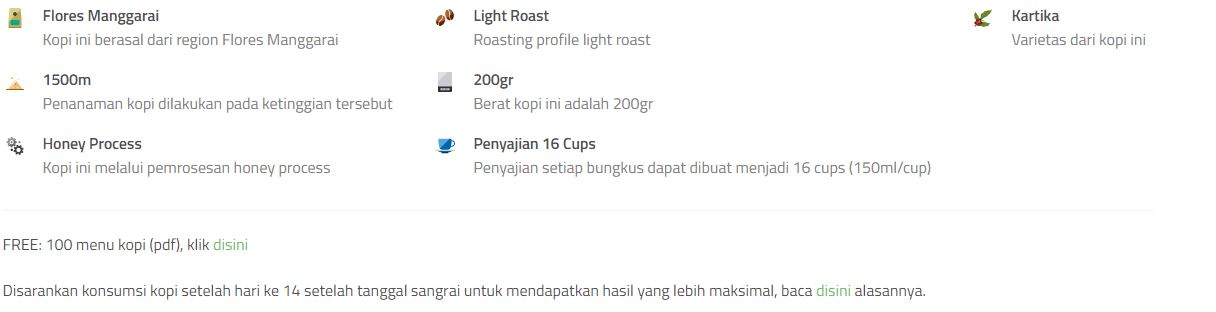 Flores Manggarai
Kopi ini berasal dari region Flores Manggarai
Light Roast
Roasting profile light roast
Kartika
Varietas dari kopi ini
1500m
Penanaman kopi dilakukan pada ketinggian tersebut
200gr
Berat kopi ini adalah 200gr
Honey Process
Kopi ini melalui pemrosesan honey process
Penyajian 16 Cups
Penyajian setiap bungkus dapat dibuat menjadi 16 cups (150ml/cup)
FREE: 100 menu kopi (pdf), klik disini
Disarankan konsumsi kopi setelah hari ke 14 setelah tanggal sangrai untuk mendapatkan hasil yang lebih maksimal, baca disini alasannya.